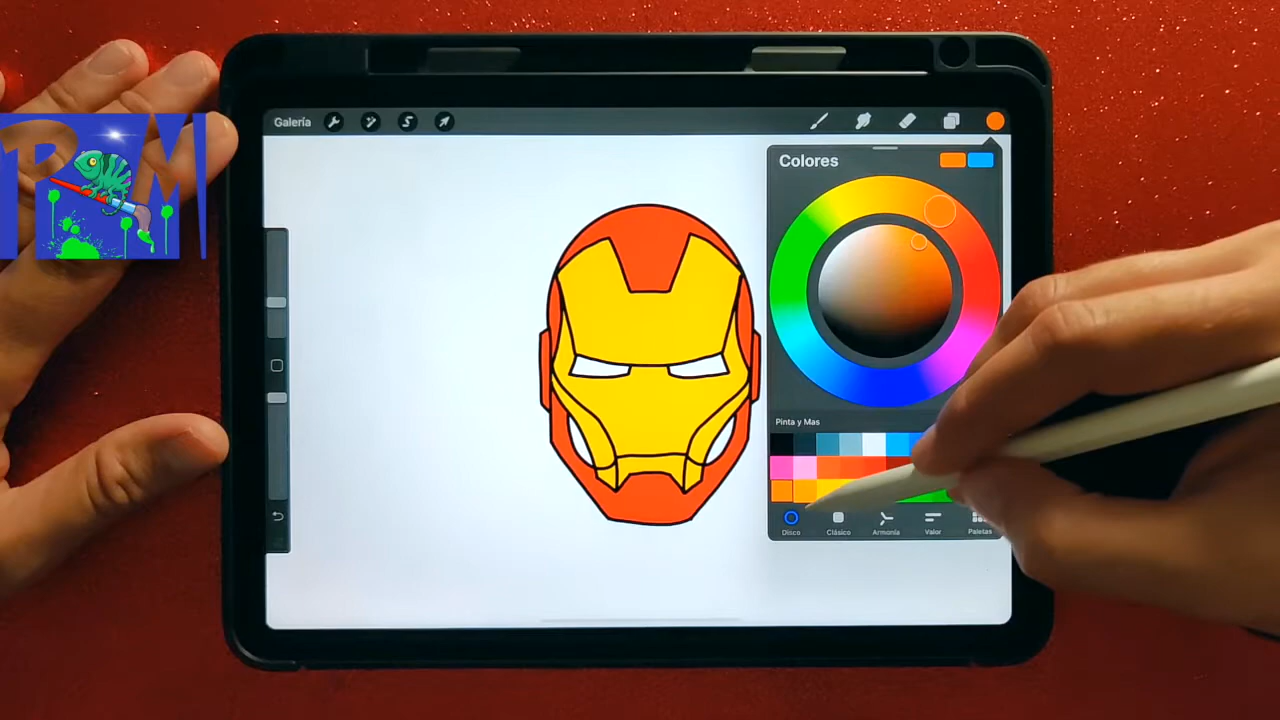 Galería
Colores
Pinta y Mas
Disco
Clásico
Armonía
Valor
Paletas
P M